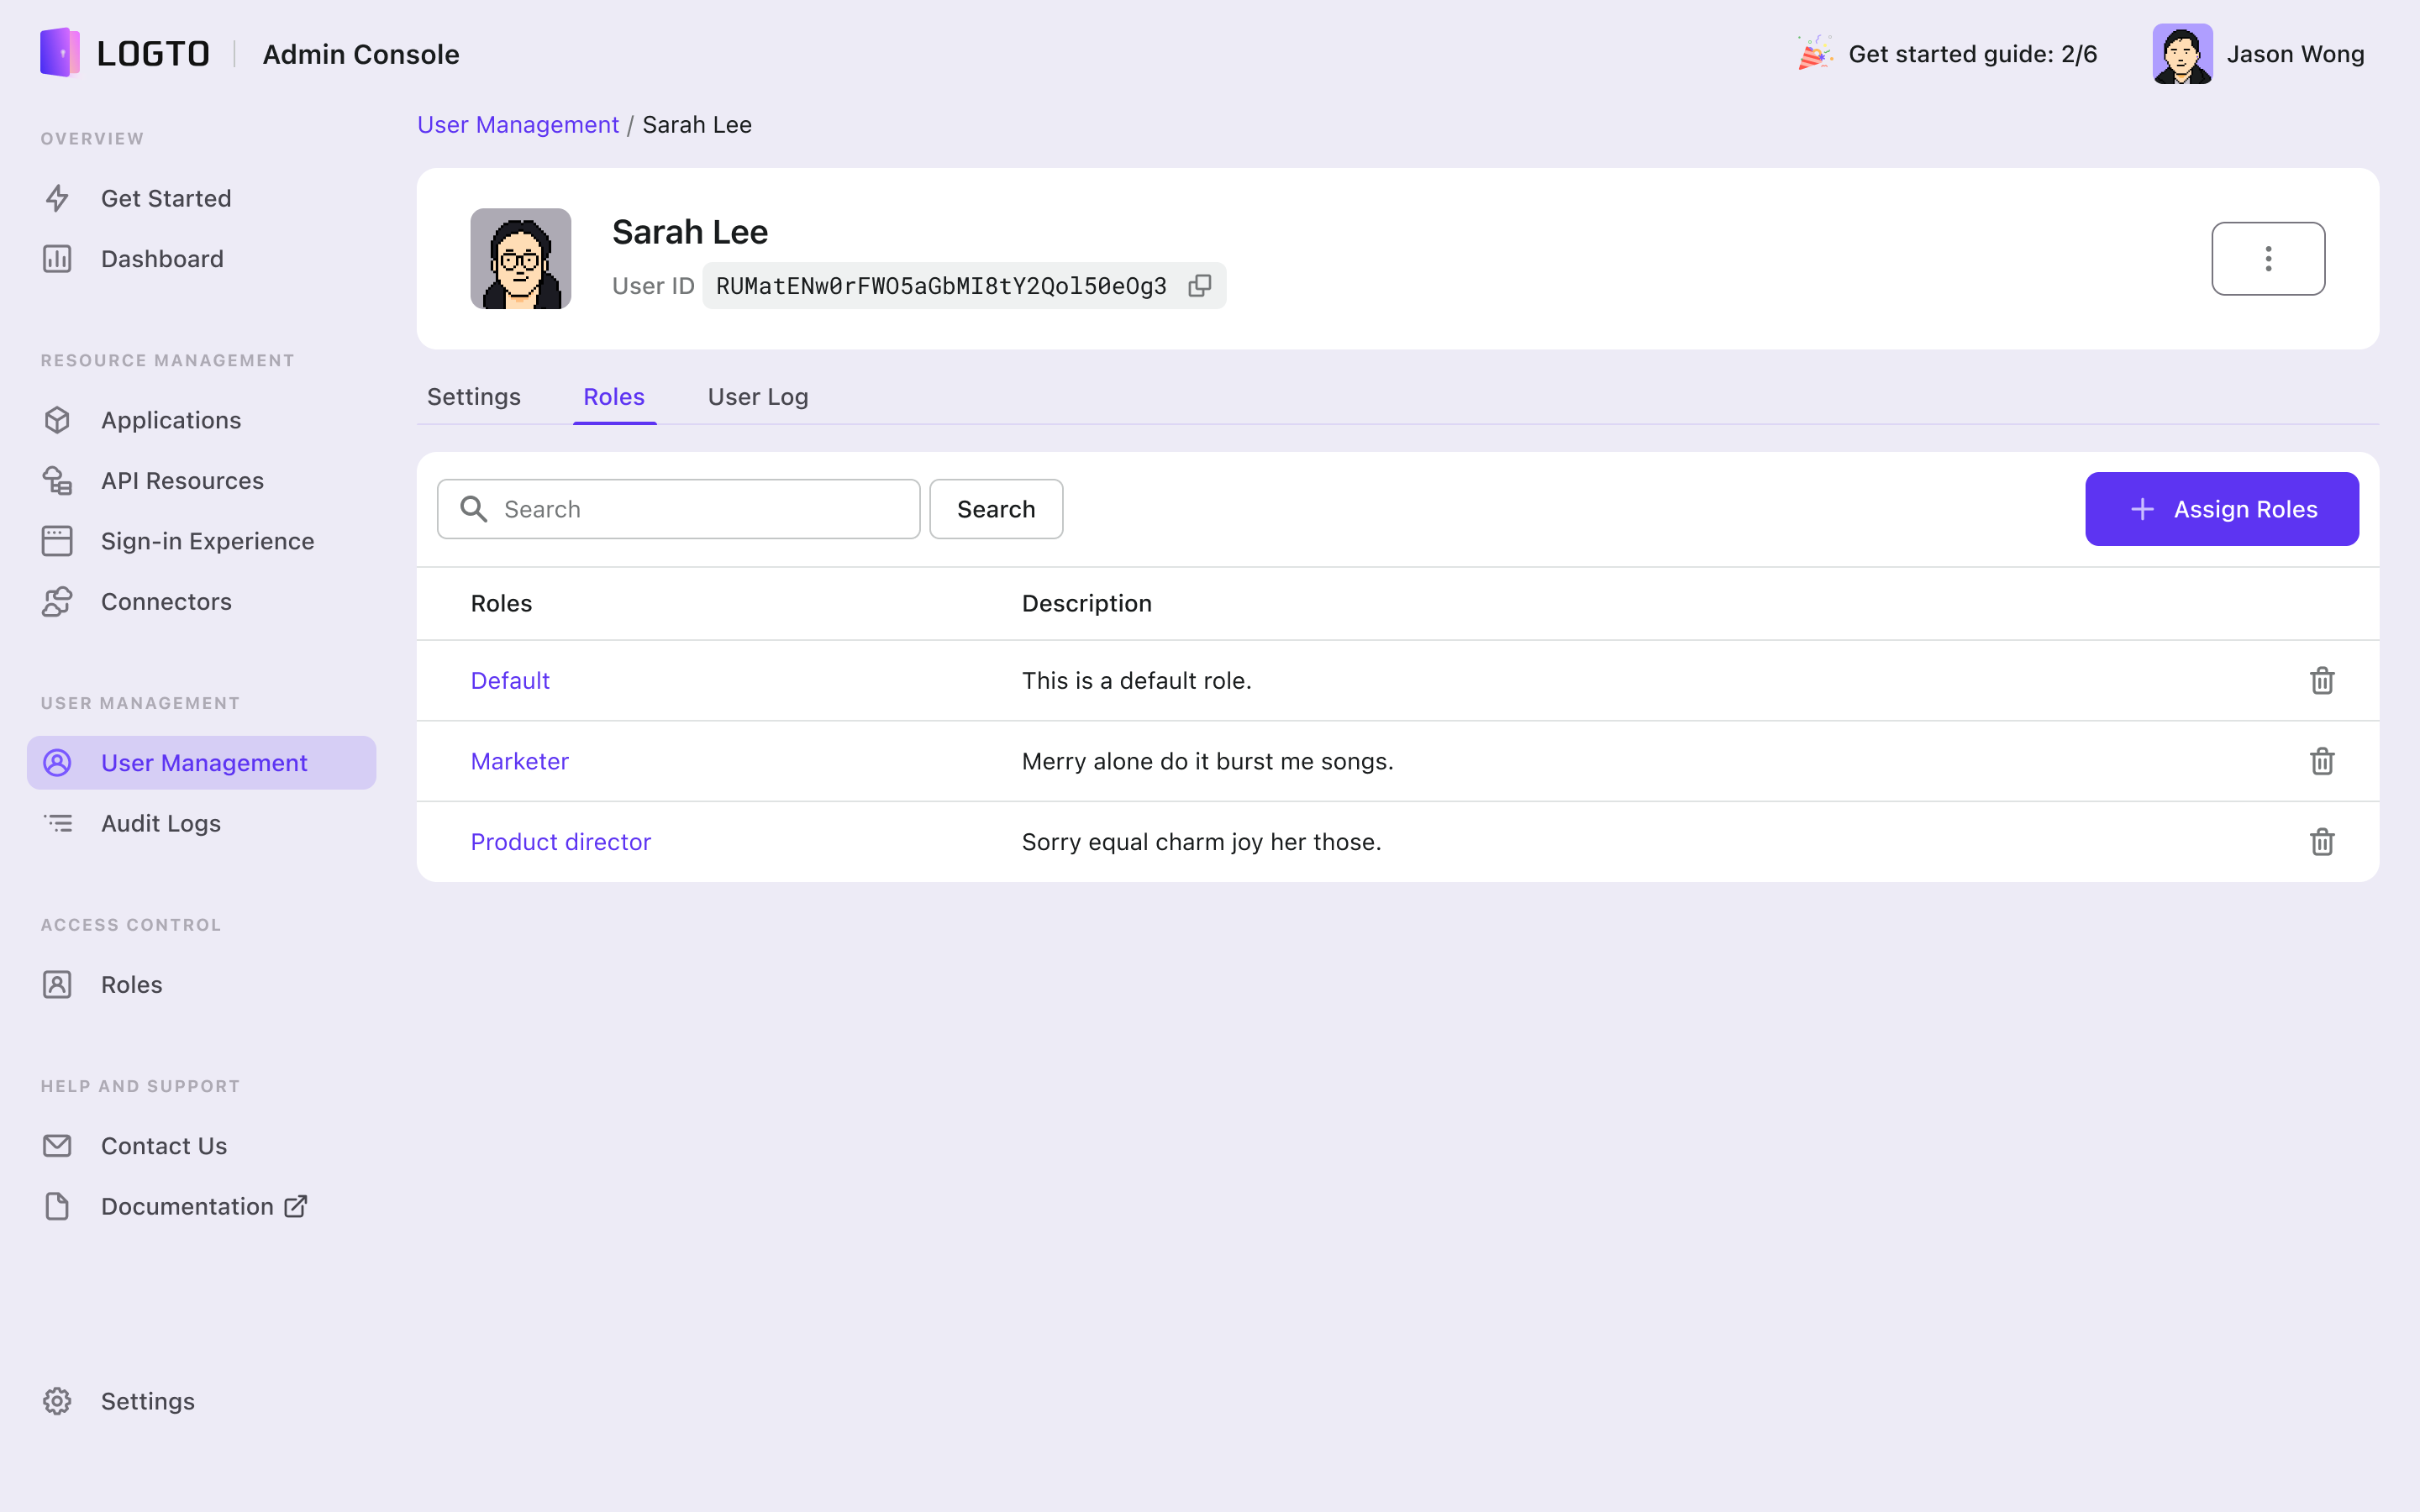 LOGTO
Admin Console
Get started guide: 2/6
Jason Wong
OVERVIEW
Get Started
Dashboard
RESOURCE MANAGEMENT
Applications
API Resources
Sign-in Experience
Connectors
USER MANAGEMENT
User Management
Audit Logs
ACCESS CONTROL
Roles
HELP AND SUPPORT
Contact Us
Documentation
Settings
User Management / Sarah Lee
Sarah Lee
User ID RUMatENw0rFWO5aGbMI8tY2Qol50eOg3
Settings Roles User Log
Search Search + Assign Roles
Roles Description
Default This is a default role.
Marketer Merry alone do it burst me songs.
Product director Sorry equal charm joy her those.